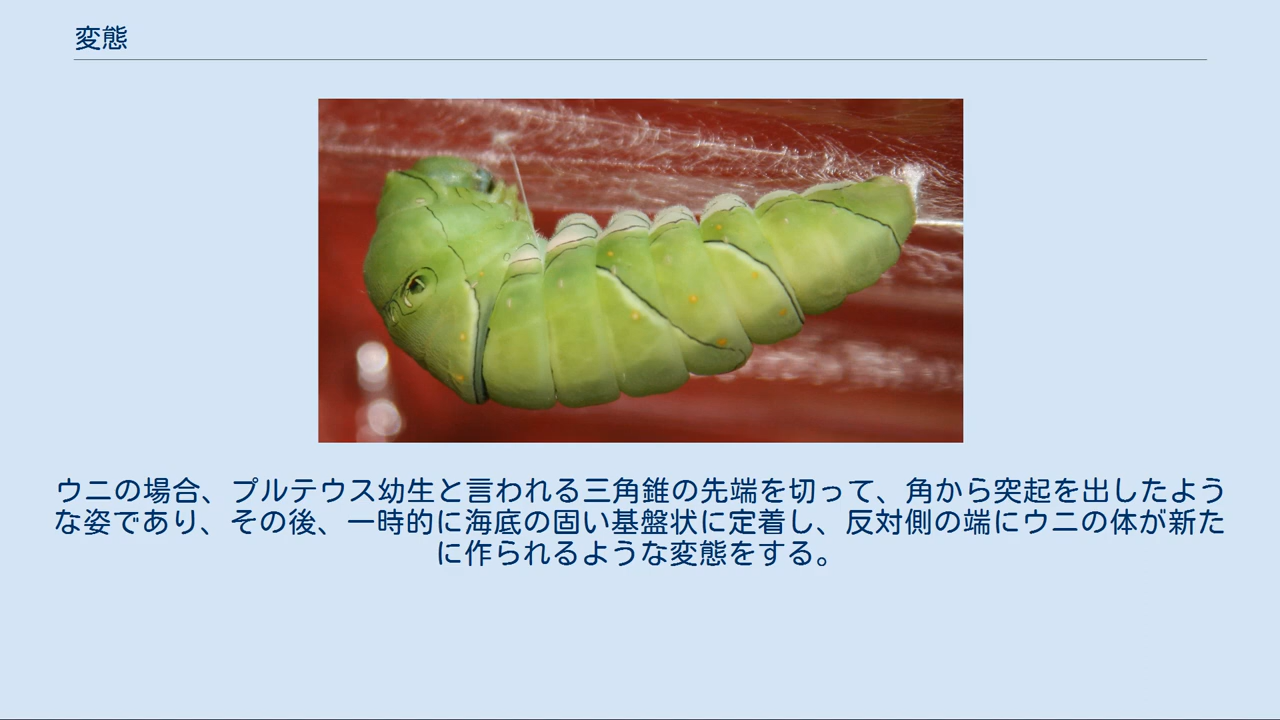 変態
ウニの場合、プルテウス幼生と言われる三角錐の先端を切って、角から突起を出したよう
な姿であり、その後、一時的に海底の固い基盤状に定着し、反対側の端にウニの体が新た
に作られるような変態をする。